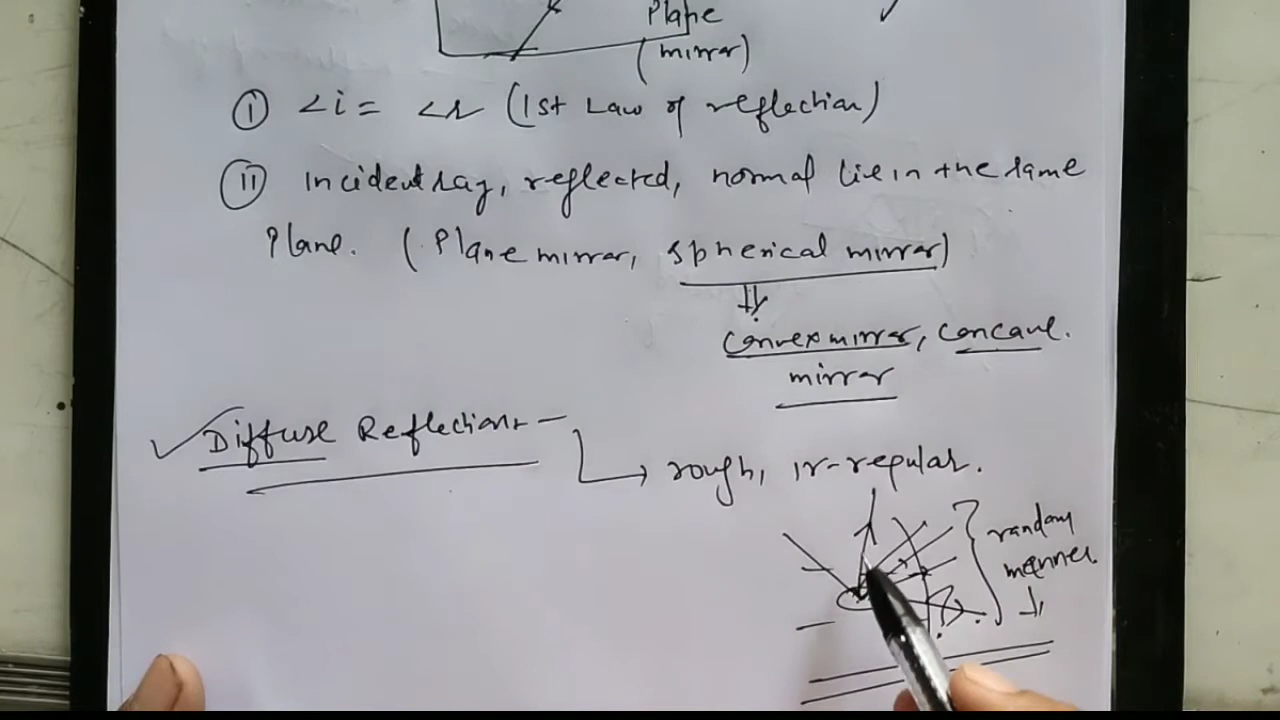 Plane
(mirror)
(i) <i = <r (1st Law of reflection)
(ii) Incident ray, reflected, normal lie in the same
Plane. (Plane mirror, spherical mirror)
Convex mirror, Concave.
mirror
Diffuse Reflection:-
rough, ir-regular.
random
manner.